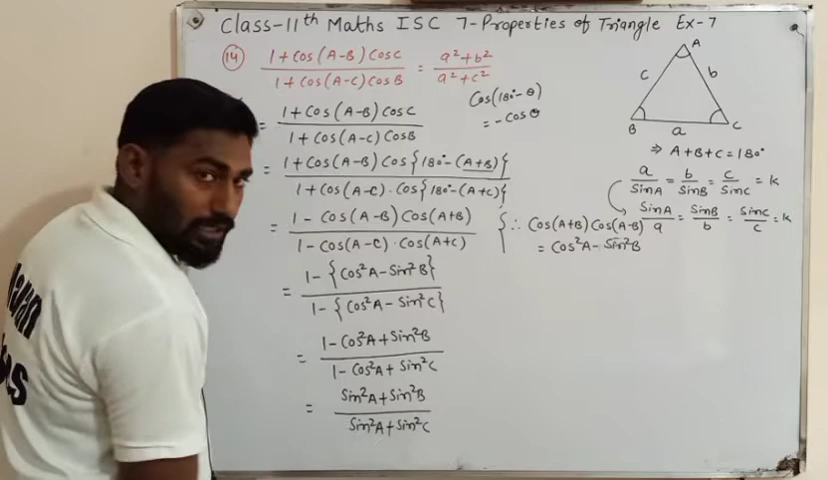 Class-11th Maths ISC 7-Properties of Triangle Ex-7
(14) (1+Cos(A-B)CosC)/(1+Cos(A-C)CosB) = (a²+b²)/(a²+c²)
= (1+Cos(A-B)CosC)/(1+Cos(A-C)CosB)
Cos(180°-θ)
= -Cosθ
= (1+Cos(A-B)Cos{180°-(A+B)})/(1+Cos(A-C)·Cos{180°-(A+C)})
= (1-Cos(A-B)Cos(A+B))/(1-Cos(A-C)·Cos(A+C))
{∴ Cos(A+B)Cos(A-B)
= Cos²A-Sin²B
= (1-{Cos²A-Sin²B})/(1-{Cos²A-Sin²C})
= (1-Cos²A+Sin²B)/(1-Cos²A+Sin²C)
= (Sin²A+Sin²B)/(Sin²A+Sin²C)
A
c b
B a C
⇒ A+B+C=180°
a/SinA = b/SinB = c/SinC = k
SinA/a = SinB/b = SinC/c = k